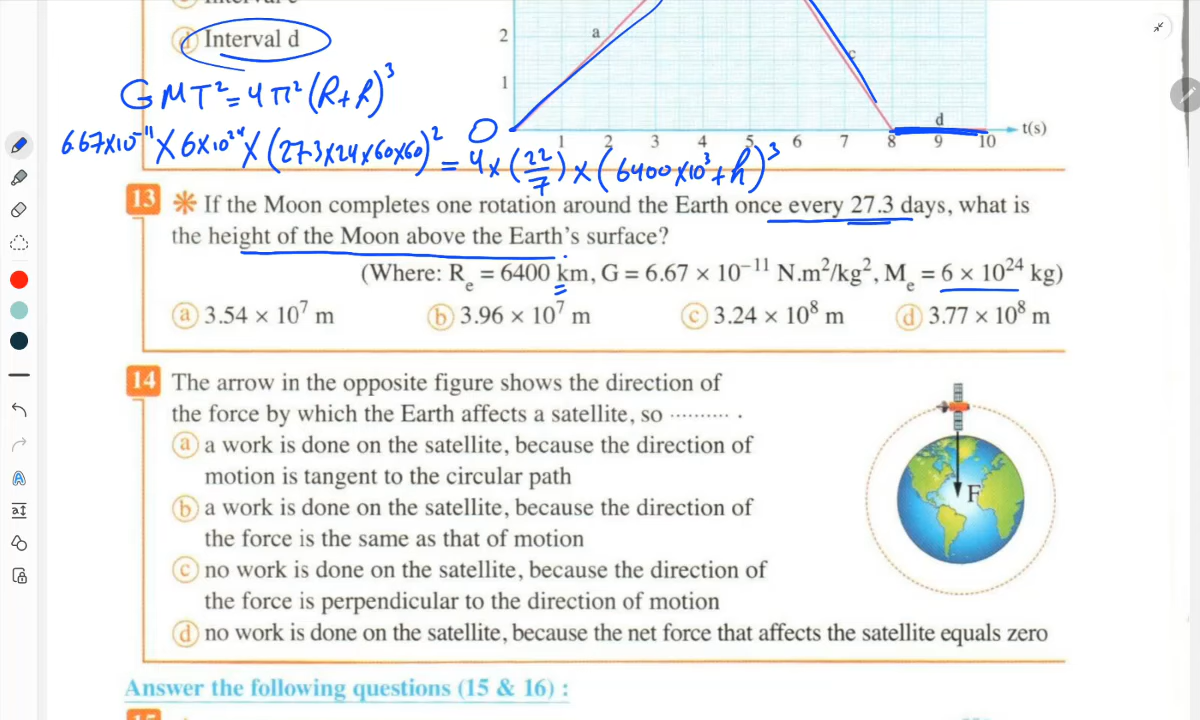 Interval d
2
a
c
1
GMT²=4π²(R+h)³
6.67×10⁻¹¹×6×10²⁴×(27.3×24×60×60)²=4×(22/7)×(6400×10³+h)³
0
1 2 3 4 5 6 7 8 9 10
d
t(s)
13 * If the Moon completes one rotation around the Earth once every 27.3 days, what is
the height of the Moon above the Earth's surface?
(Where: Rₑ = 6400 km, G = 6.67 × 10⁻¹¹ N.m²/kg², Mₑ = 6 × 10²⁴ kg)
a 3.54 × 10⁷ m b 3.96 × 10⁷ m c 3.24 × 10⁸ m d 3.77 × 10⁸ m
14 The arrow in the opposite figure shows the direction of
the force by which the Earth affects a satellite, so .......... .
a a work is done on the satellite, because the direction of
motion is tangent to the circular path
b a work is done on the satellite, because the direction of
the force is the same as that of motion
c no work is done on the satellite, because the direction of
the force is perpendicular to the direction of motion
d no work is done on the satellite, because the net force that affects the satellite equals zero
F
Answer the following questions (15 & 16) :